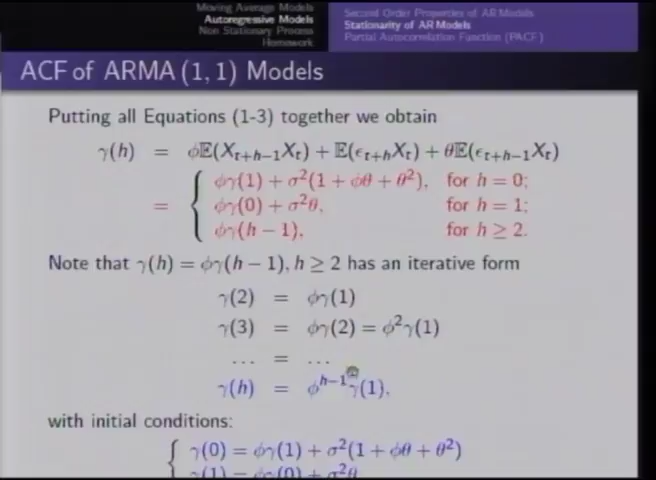 Moving Average Models
Autoregressive Models
Non Stationary Process
Homework
Second Order Properties of AR Models
Stationarity of AR Models
Partial Autocorrelation Function (PACF)
ACF of ARMA (1, 1) Models
Putting all Equations (1-3) together we obtain
γ(h) = ϕ𝔼(X_{t+h−1}X_t) + 𝔼(ϵ_{t+h}X_t) + θ𝔼(ϵ_{t+h−1}X_t)
= { ϕγ(1) + σ²(1 + ϕθ + θ²), for h = 0;
ϕγ(0) + σ²θ, for h = 1;
ϕγ(h − 1), for h ≥ 2.
Note that γ(h) = ϕγ(h − 1), h ≥ 2 has an iterative form
γ(2) = ϕγ(1)
γ(3) = ϕγ(2) = ϕ²γ(1)
... = ...
γ(h) = ϕ^{h−1}γ(1),
with initial conditions:
{ γ(0) = ϕγ(1) + σ²(1 + ϕθ + θ²)
γ(1) = ϕγ(0) + σ²θ